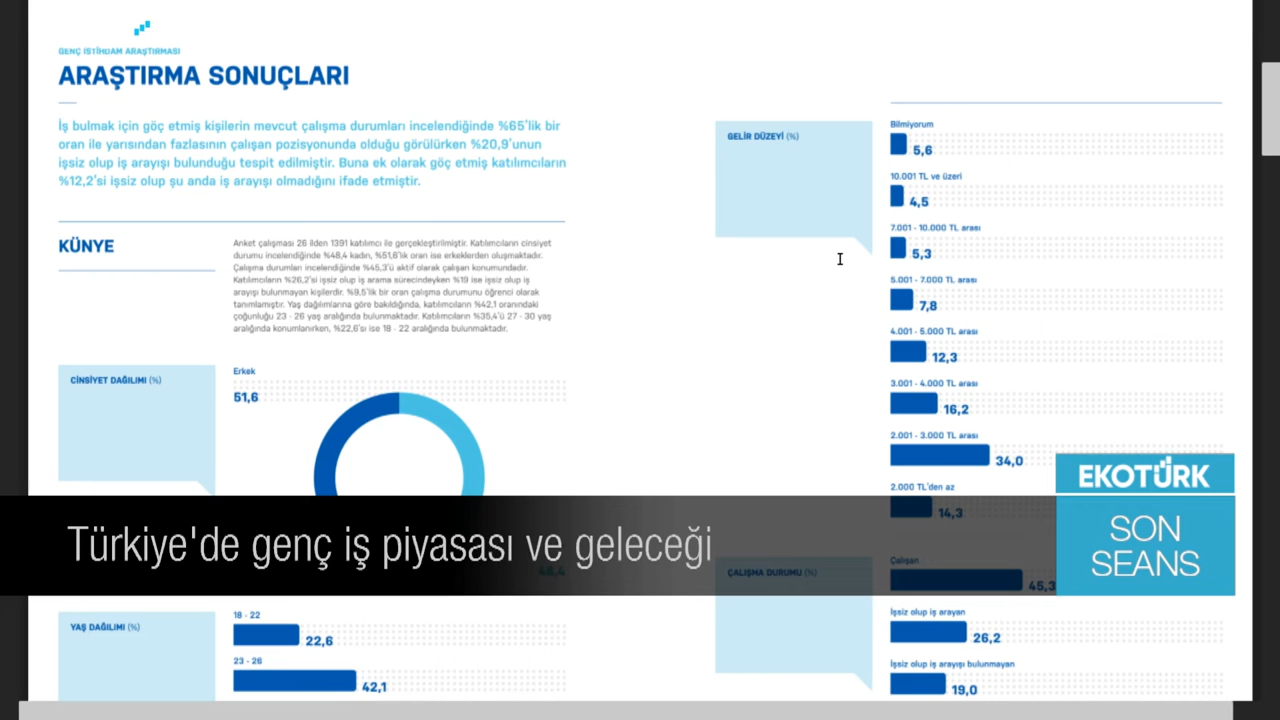 GENÇ İSTİHDAM ARAŞTIRMASI
ARAŞTIRMA SONUÇLARI
İş bulmak için göç etmiş kişilerin mevcut çalışma durumları incelendiğinde %65'lik bir
oran ile yarısından fazlasının çalışan pozisyonunda olduğu görülürken %20,9'unun
işsiz olup iş arayışı bulunduğu tespit edilmiştir. Buna ek olarak göç etmiş katılımcıların
%12,2'si işsiz olup şu anda iş arayışı olmadığını ifade etmiştir.
KÜNYE
Anket çalışması 26 ilden 1391 katılımcı ile gerçekleştirilmiştir. Katılımcıların cinsiyet
durumu incelendiğinde %48,4 kadın, %51,6'lık oran ise erkeklerden oluşmaktadır.
Çalışma durumları incelendiğinde %45,3'ü aktif olarak çalışan konumundadır.
Katılımcıların %26,2'si işsiz olup iş arama sürecindeyken %19 ise işsiz olup iş
arayışı bulunmayan kişilerdir. %9,5'lik bir oran çalışma durumunu öğrenci olarak
tanımlamıştır. Yaş dağılımlarına göre bakıldığında, katılımcıların %42,1 oranındaki
çoğunluğu 23 - 26 yaş aralığında bulunmaktadır. Katılımcıların %35,4'ü 27 - 30 yaş
aralığında konumlanırken, %22,6'sı ise 18 - 22 aralığında bulunmaktadır.
CİNSİYET DAĞILIMI (%)
Erkek
51,6
48,4
YAŞ DAĞILIMI (%)
18 - 22
22,6
23 - 26
42,1
GELİR DÜZEYİ (%)
Bilmiyorum
5,6
10.001 TL ve üzeri
4,5
7.001 - 10.000 TL arası
5,3
5.001 - 7.000 TL arası
7,8
4.001 - 5.000 TL arası
12,3
3.001 - 4.000 TL arası
16,2
2.001 - 3.000 TL arası
34,0
2.000 TL'den az
14,3
ÇALIŞMA DURUMU (%)
Çalışan
45,3
İşsiz olup iş arayan
26,2
İşsiz olup iş arayışı bulunmayan
19,0
Türkiye'de genç iş piyasası ve geleceği
EKOTÜRK
SON
SEANS